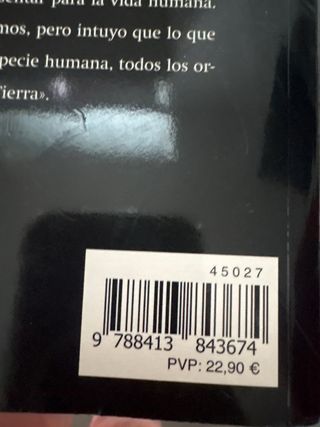 para la vida humana.
mos, pero intuyo que lo que
pecie humana, todos los or-
Tierra».
45027
9 788413 843674
PVP: 22,90 €